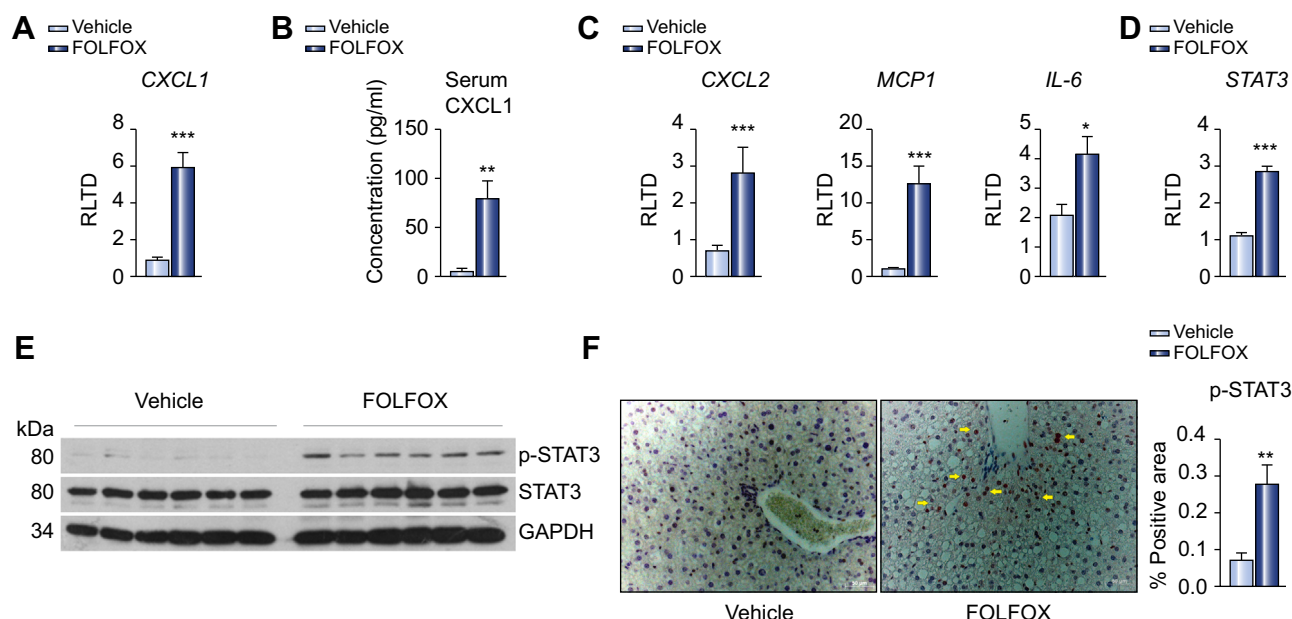 A
Vehicle
FOLFOX
CXCL1
RLTD
8
6
4
2
0
***
B
Vehicle
FOLFOX
Serum
CXCL1
Concentration (pg/ml)
150
100
50
0
**
C
Vehicle
FOLFOX
CXCL2
RLTD
4
3
2
1
0
***
MCP1
RLTD
20
15
10
5
0
***
IL-6
RLTD
5
4
3
2
1
0
*
D
Vehicle
FOLFOX
STAT3
RLTD
4
3
2
1
0
***
E
Vehicle FOLFOX
kDa
80 p-STAT3
80 STAT3
34 GAPDH
F
Vehicle
FOLFOX
Vehicle
FOLFOX
p-STAT3
% Positive area
0.4
0.3
0.2
0.1
0.0
**